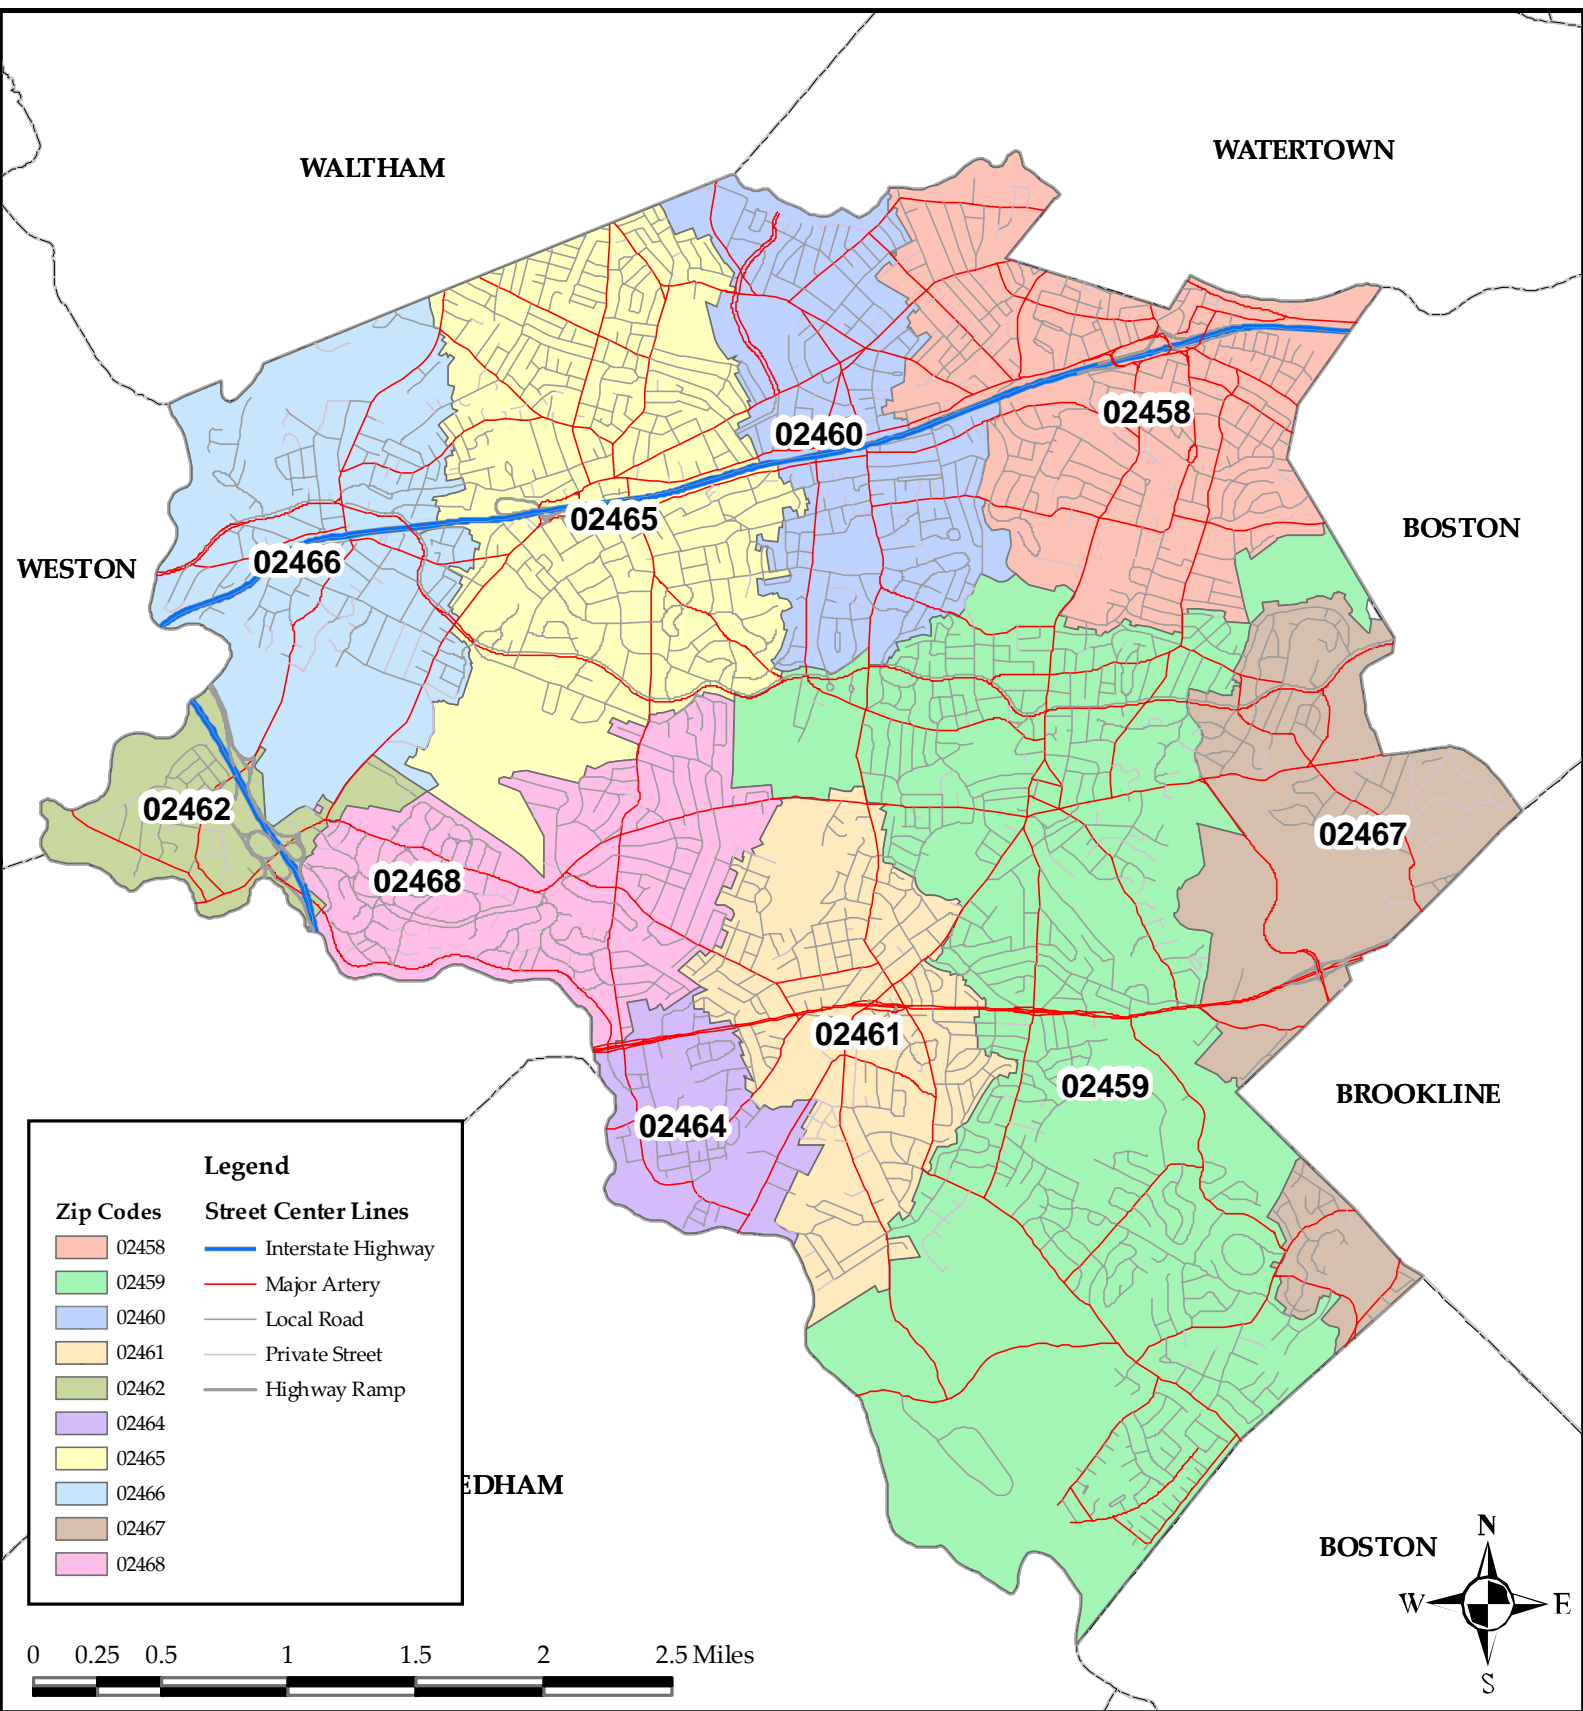 WALTHAM
WATERTOWN
02458
02460
02465
BOSTON
WESTON
02466
02462
02467
02468
02461
02459
BROOKLINE
02464
Legend
Zip Codes
Street Center Lines
02458
Interstate Highway
02459
Major Artery
02460
Local Road
02461
Private Street
02462
Highway Ramp
02464
02465
02466
02467
02468
EDHAM
BOSTON
N
W
E
S
0 0.25 0.5 1 1.5 2 2.5 Miles